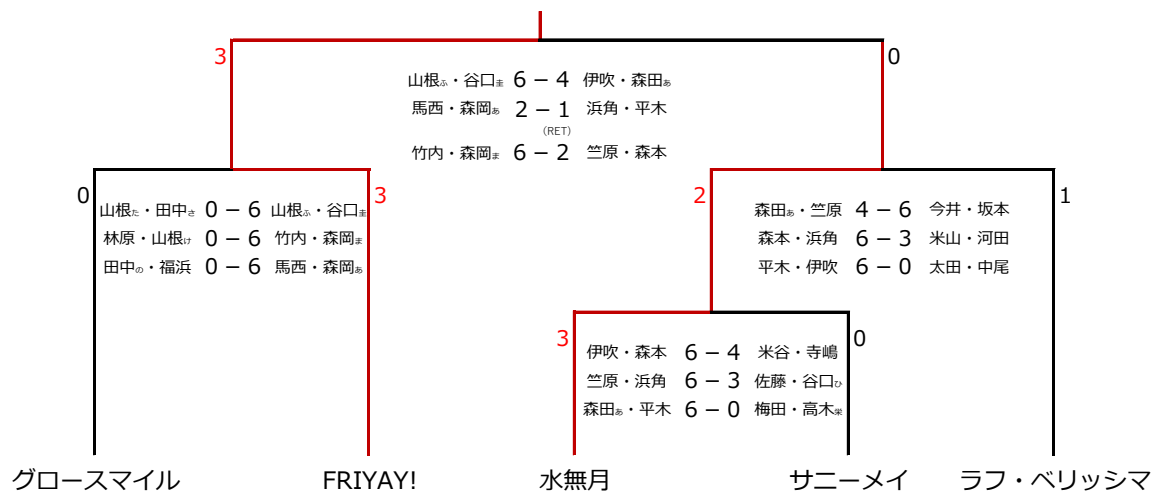 3
0
山根ふ・谷口圭 6－4 伊吹・森田あ
馬西・森岡あ 2－1 浜角・平木
（RET）
竹内・森岡ま 6－2 竺原・森本
0
3
山根た・田中さ 0－6 山根ふ・谷口圭
林原・山根け 0－6 竹内・森岡ま
田中の・福浜 0－6 馬西・森岡あ
2
1
森田あ・竺原 4－6 今井・坂本
森本・浜角 6－3 米山・河田
平木・伊吹 6－0 太田・中尾
3
0
伊吹・森本 6－4 米谷・寺嶋
竺原・浜角 6－3 佐藤・谷口ひ
森田あ・平木 6－0 梅田・高木栄
グロースマイル FRIYAY! 水無月 サニーメイ ラフ・ベリッシマ